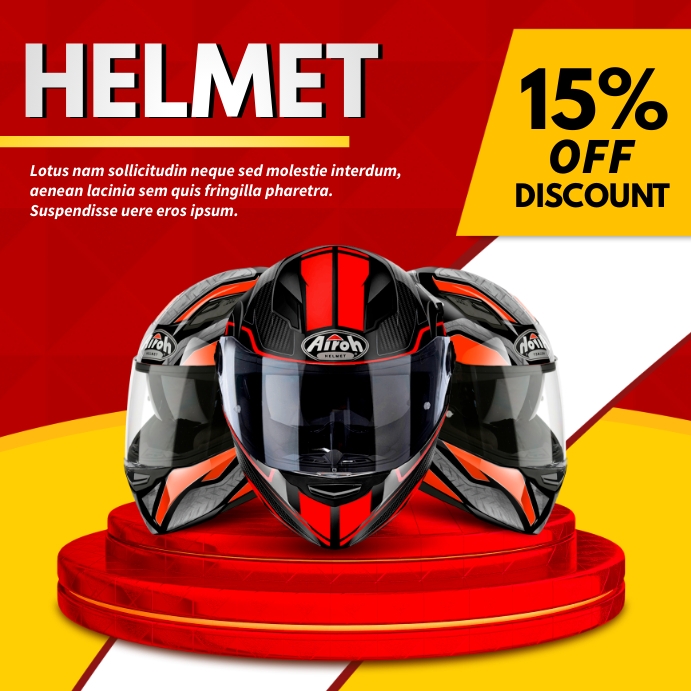 HELMET
15%
OFF
DISCOUNT
Lotus nam sollicitudin neque sed molestie interdum,
aenean lacinia sem quis fringilla pharetra.
Suspendisse uere eros ipsum.
Airoh
HELMET